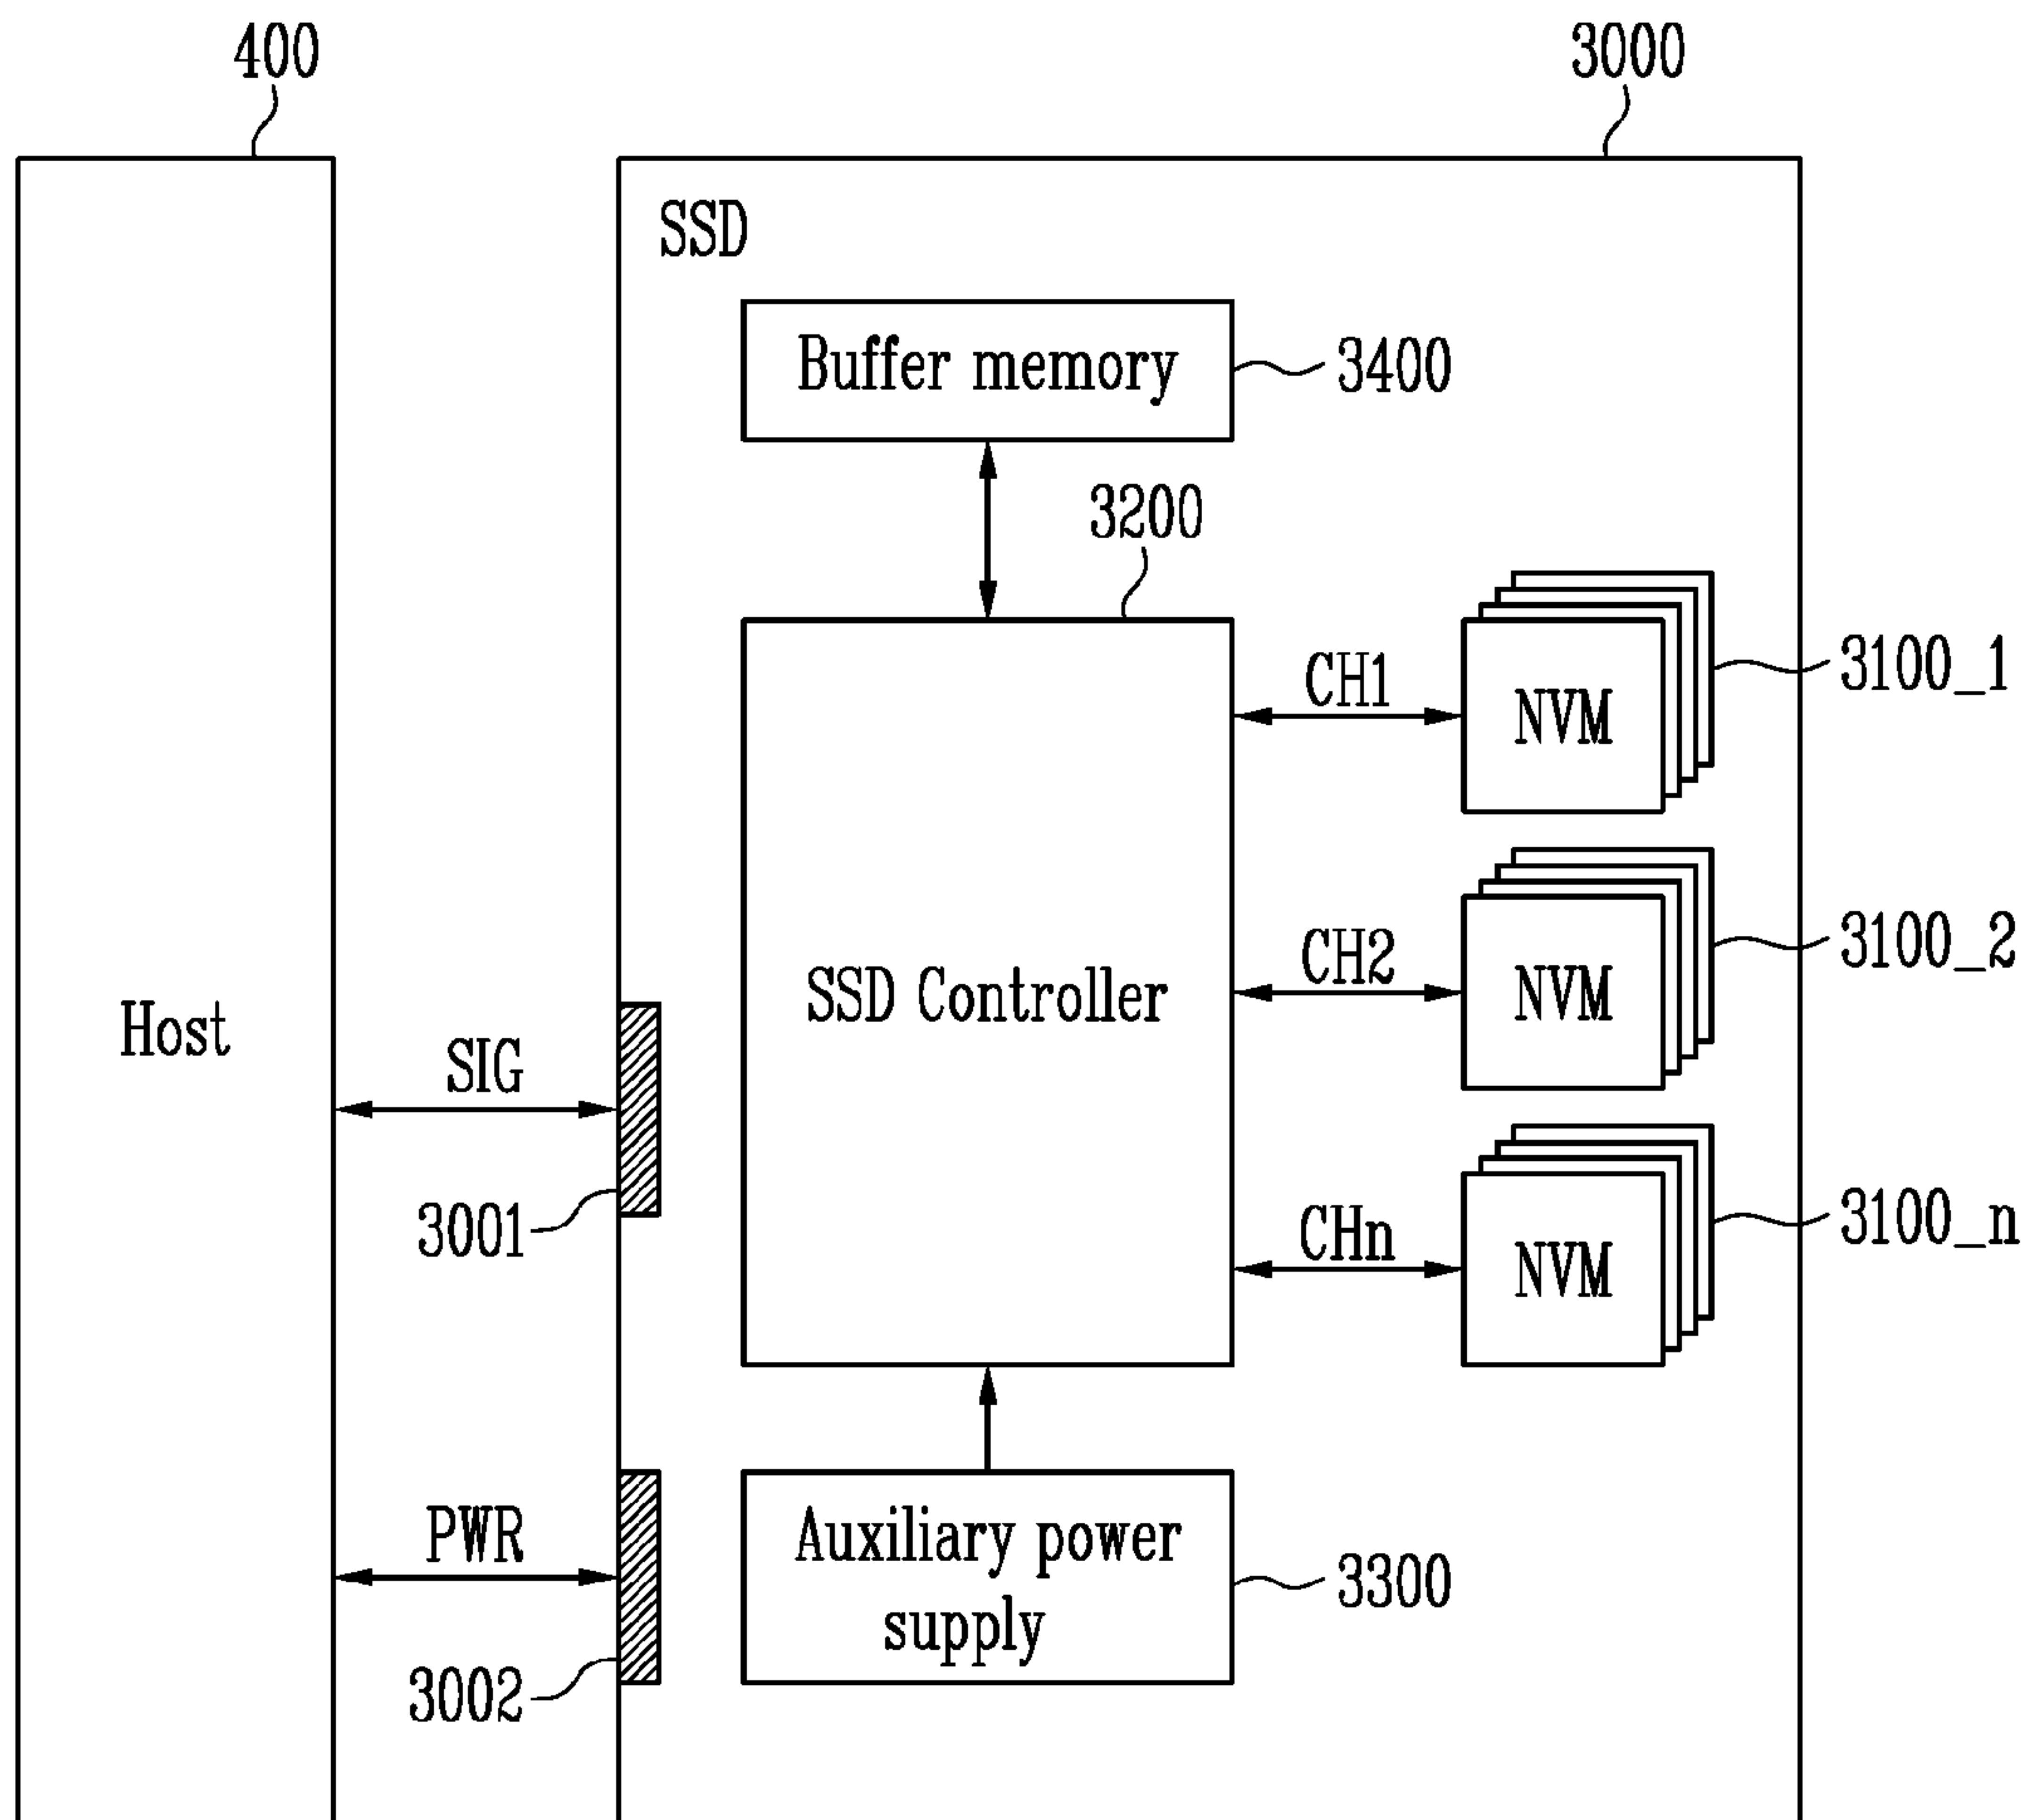 400
3000
SSD
Buffer memory
3400
3200
CH1
NVM
3100_1
CH2
NVM
3100_2
SSD Controller
Host
SIG
3001
CHn
NVM
3100_n
PWR
3002
Auxiliary power
supply
3300